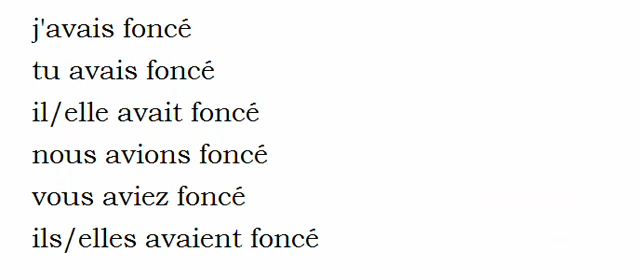 j'avais foncé
tu avais foncé
il/elle avait foncé
nous avions foncé
vous aviez foncé
ils/elles avaient foncé